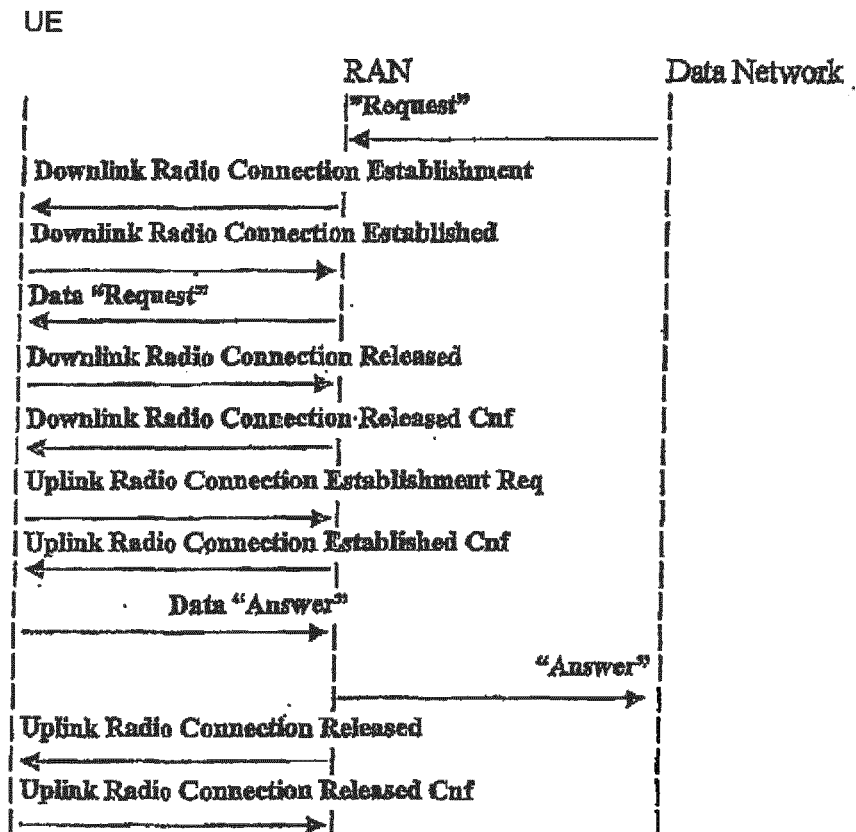 UE
RAN
Data Network
"Request"
Downlink Radio Connection Establishment
Downlink Radio Connection Established
Data "Request"
Downlink Radio Connection Released
Downlink Radio Connection Released Cnf
Uplink Radio Connection Establishment Req
Uplink Radio Connection Established Cnf
Data "Answer"
"Answer"
Uplink Radio Connection Released
Uplink Radio Connection Released Cnf